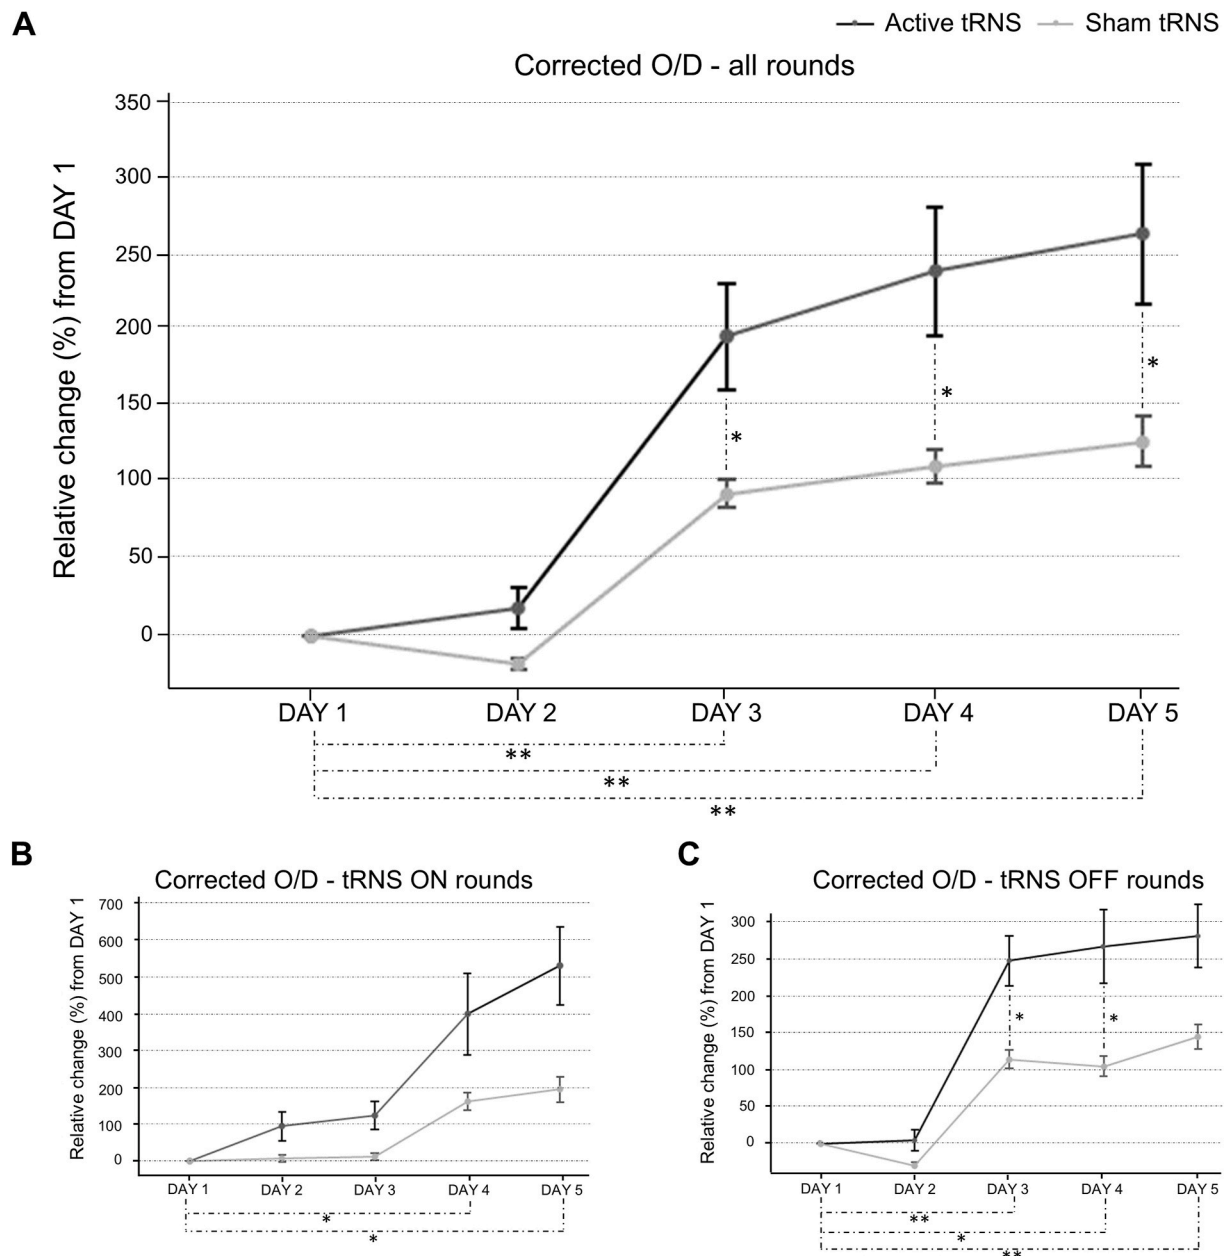 A
Active tRNS Sham tRNS
Corrected O/D - all rounds
Relative change (%) from DAY 1
350
300
250
200
150
100
50
0
DAY 1 DAY 2 DAY 3 DAY 4 DAY 5
*
*
*
**
**
**
B
Corrected O/D - tRNS ON rounds
Relative change (%) from DAY 1
700
600
500
400
300
200
100
0
DAY 1 DAY 2 DAY 3 DAY 4 DAY 5
*
*
C
Corrected O/D - tRNS OFF rounds
Relative change (%) from DAY 1
300
250
200
150
100
50
0
*
*
DAY 1 DAY 2 DAY 3 DAY 4 DAY 5
**
*
**